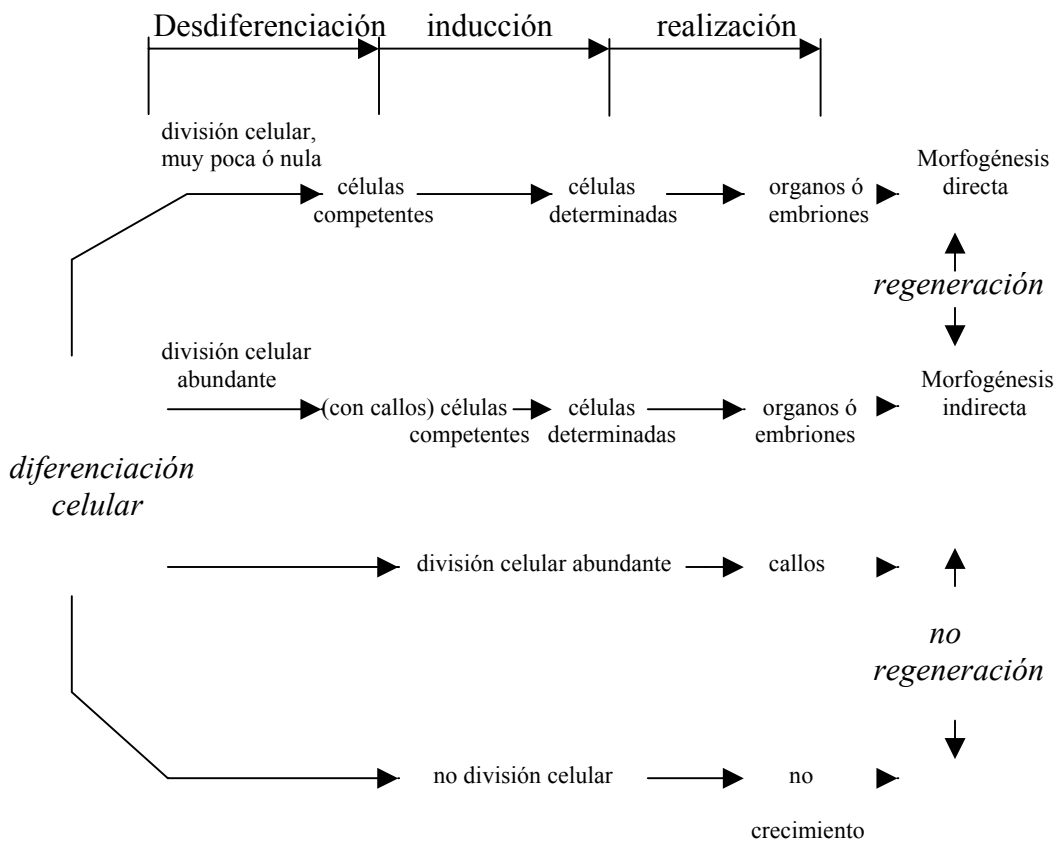 Desdiferenciación inducción realización
división celular,
muy poca ó nula
células
competentes
células
determinadas
organos ó
embriones
Morfogénesis
directa
regeneración
división celular
abundante
(con callos) células
competentes
células
determinadas
organos ó
embriones
Morfogénesis
indirecta
diferenciación
celular
división celular abundante
callos
no
regeneración
no división celular
no
crecimiento